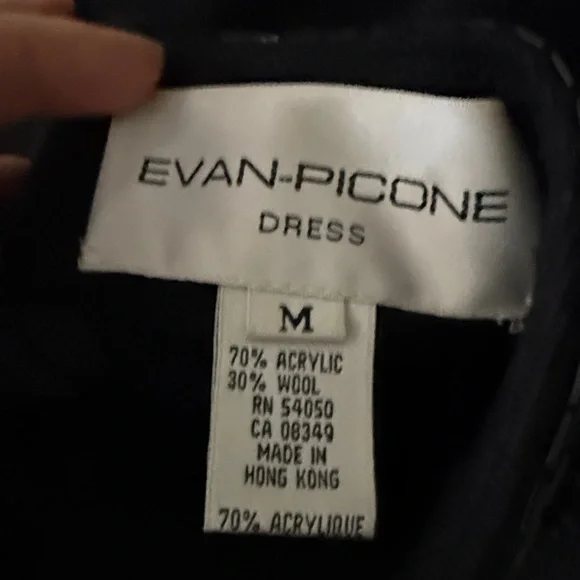 EVAN-PICONE
DRESS
M
70% ACRYLIC
30% WOOL
RN 54050
CA 08349
MADE IN
HONG KONG
70% ACRYLIQUE